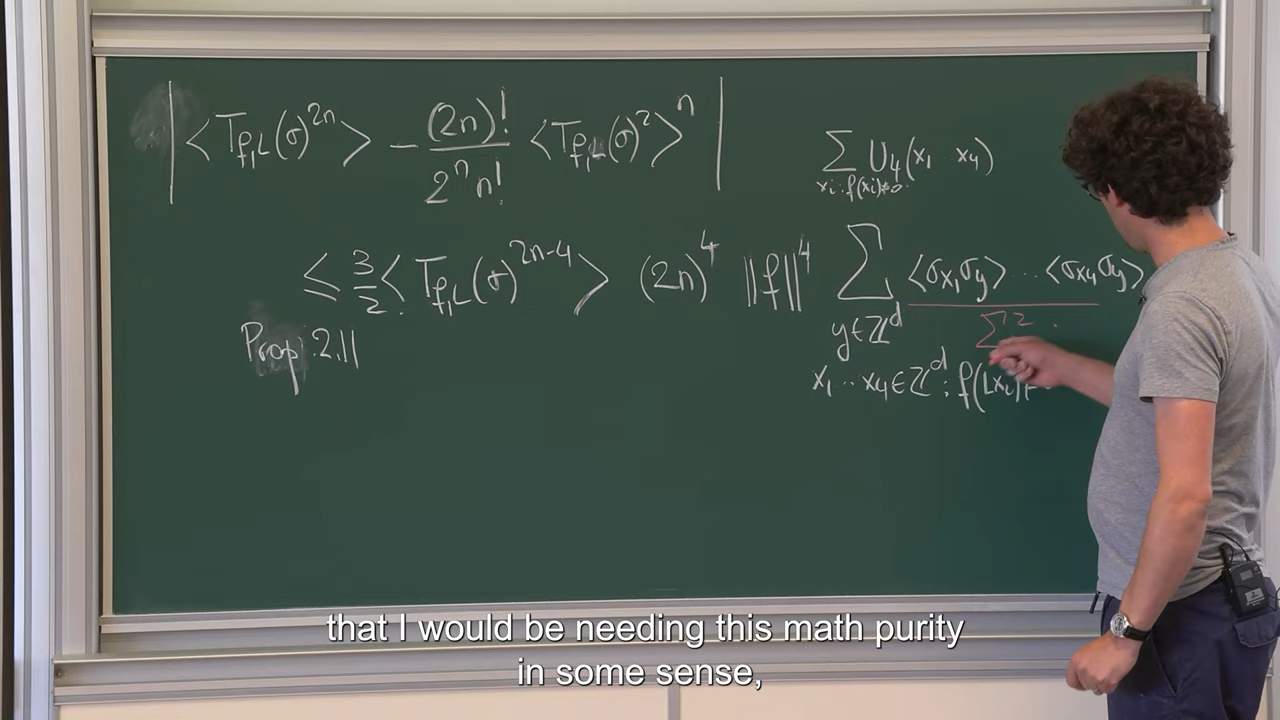 | <T_{f,L}(σ)^{2n}> - (2n)!/(2^n n!) <T_{f,L}(σ)^2>^n |
∑_{x_i: f(x_i)≠0} U_4(x_1 x_4)
≤ 3/2 <T_{f,L}(σ)^{2n-4}> (2n)^4 ||f||^4 ∑ <σ_{x_1}σ_y> ... <σ_{x_4}σ_y>
y∈ℤ^d
∑^2
Prop 2.11
x_1 ... x_4 ∈ ℤ^d : f(Lx_i)≠
that I would be needing this math purity
in some sense,